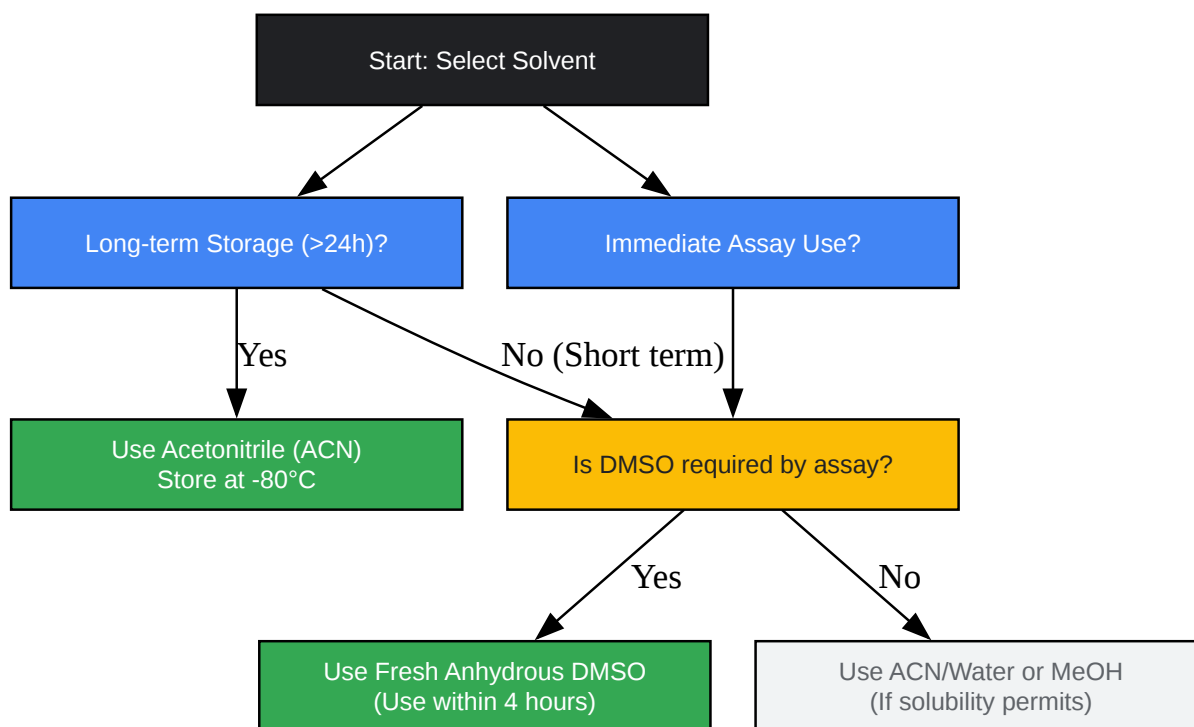 Start: Select Solvent
Long-term Storage (>24h)?
Immediate Assay Use?
Yes
No (Short term)
Use Acetonitrile (ACN)
Store at -80°C
Is DMSO required by assay?
Yes
No
Use Fresh Anhydrous DMSO
(Use within 4 hours)
Use ACN/Water or MeOH
(If solubility permits)